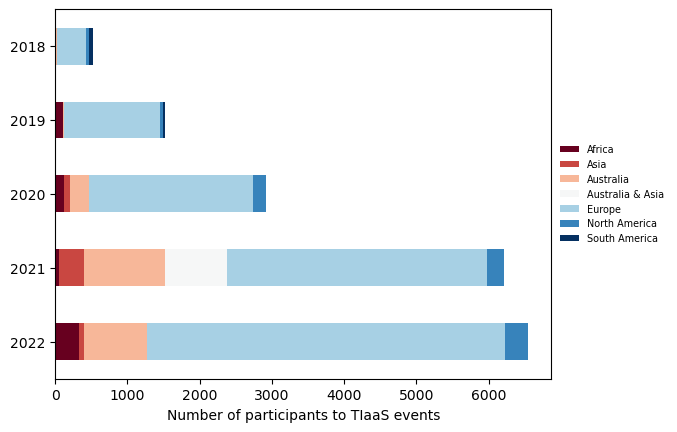 2018
2019
2020
2021
2022
0 1000 2000 3000 4000 5000 6000
Number of participants to TIaaS events
Africa
Asia
Australia
Australia & Asia
Europe
North America
South America